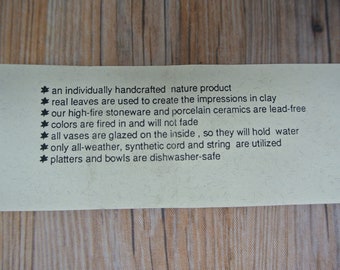 an individually handcrafted nature product
real leaves are used to create the impressions in clay
our high-fire stoneware and porcelain ceramics are lead-free
colors are fired in and will not fade
all vases are glazed on the inside , so they will hold water
only all-weather, synthetic cord and string are utilized
platters and bowls are dishwasher-safe